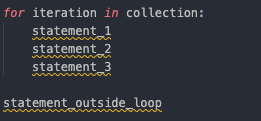 for iteration in collection:
    statement_1
    statement_2
    statement_3

statement_outside_loop